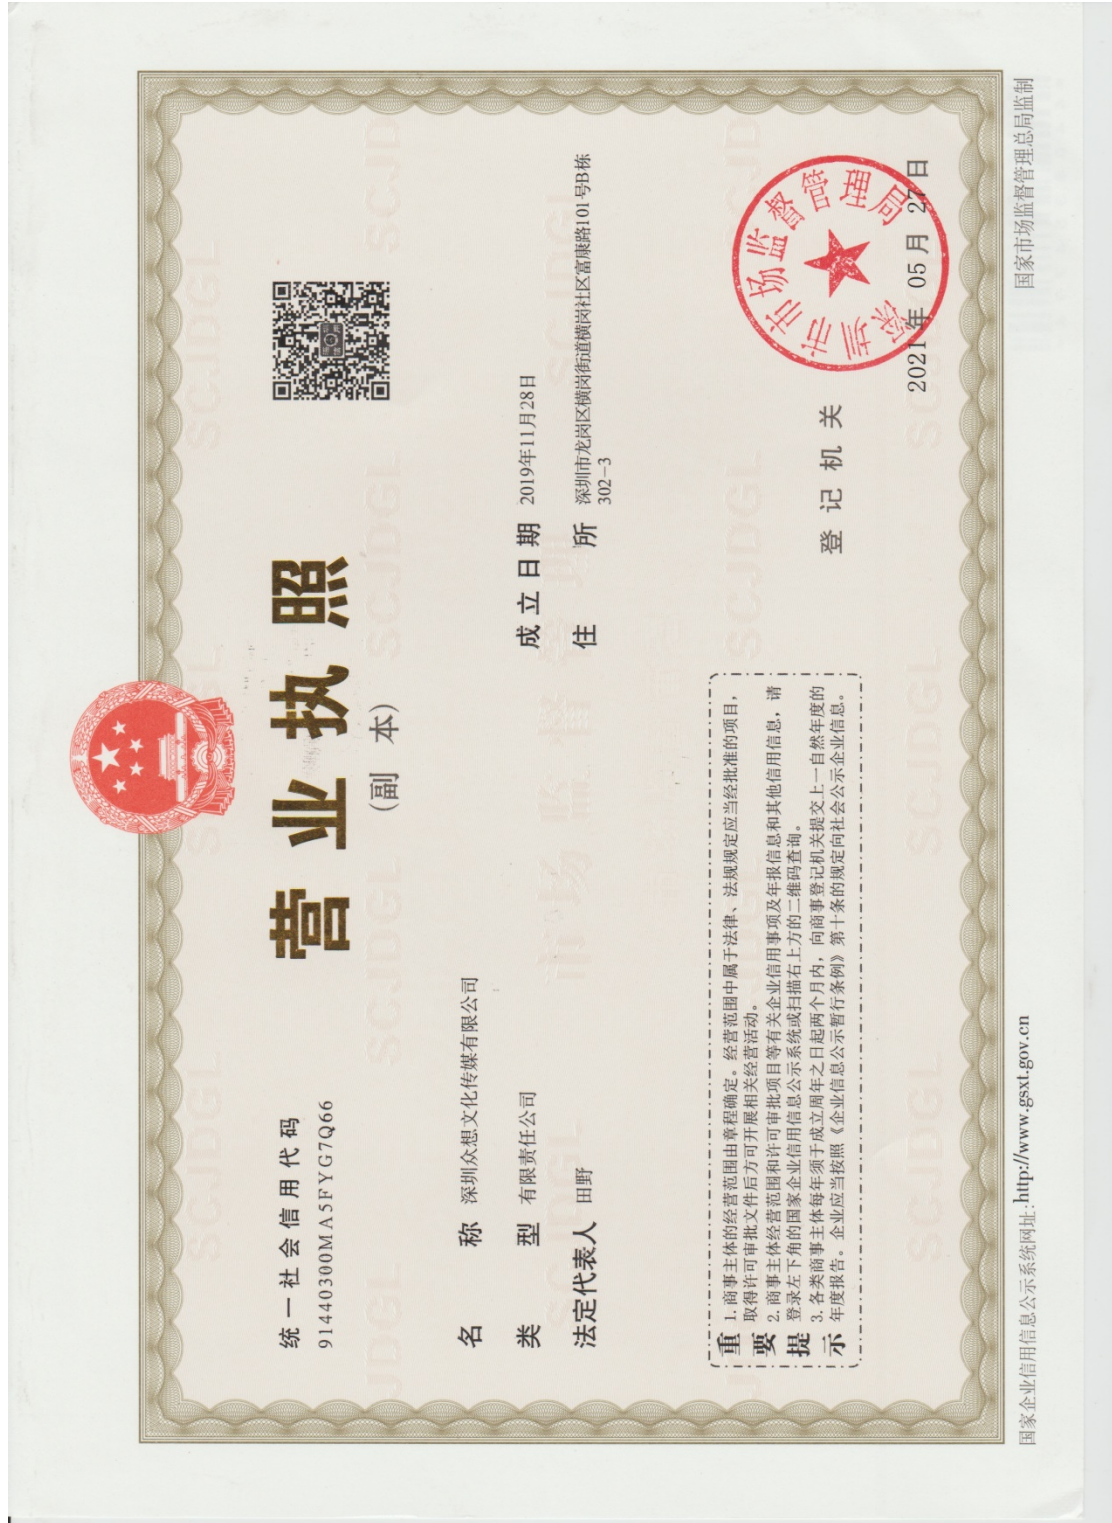 营业执照
(副 本)
统一社会信用代码
91440300MA5FYG7Q66
名 称 深圳众想文化传媒有限公司
类 型 有限责任公司
法定代表人 田野
成立日期 2019年11月28日
住 所 深圳市龙岗区横岗街道横岗社区富康路101号B栋
302-3
重要提示
1. 商事主体的经营范围由章程确定。经营范围中属于法律、法规规定应当经批准的项目，
取得许可审批文件后方可开展相关经营活动。
2. 商事主体经营范围和许可审批项目等有关企业信用事项及年报信息和其他信用信息，请
登录左下角的国家企业信用信息公示系统或扫描右上方的二维码查询。
3. 各类商事主体每年须于成立周年之日起两个月内，向商事登记机关提交上一自然年度的
年度报告。企业应当按照《企业信息公示暂行条例》第十条的规定向社会公示企业信息。
登记机关
深圳市市场监督管理局
2021年 05月 27日
国家企业信用信息公示系统网址:http://www.gsxt.gov.cn
国家市场监督管理总局监制